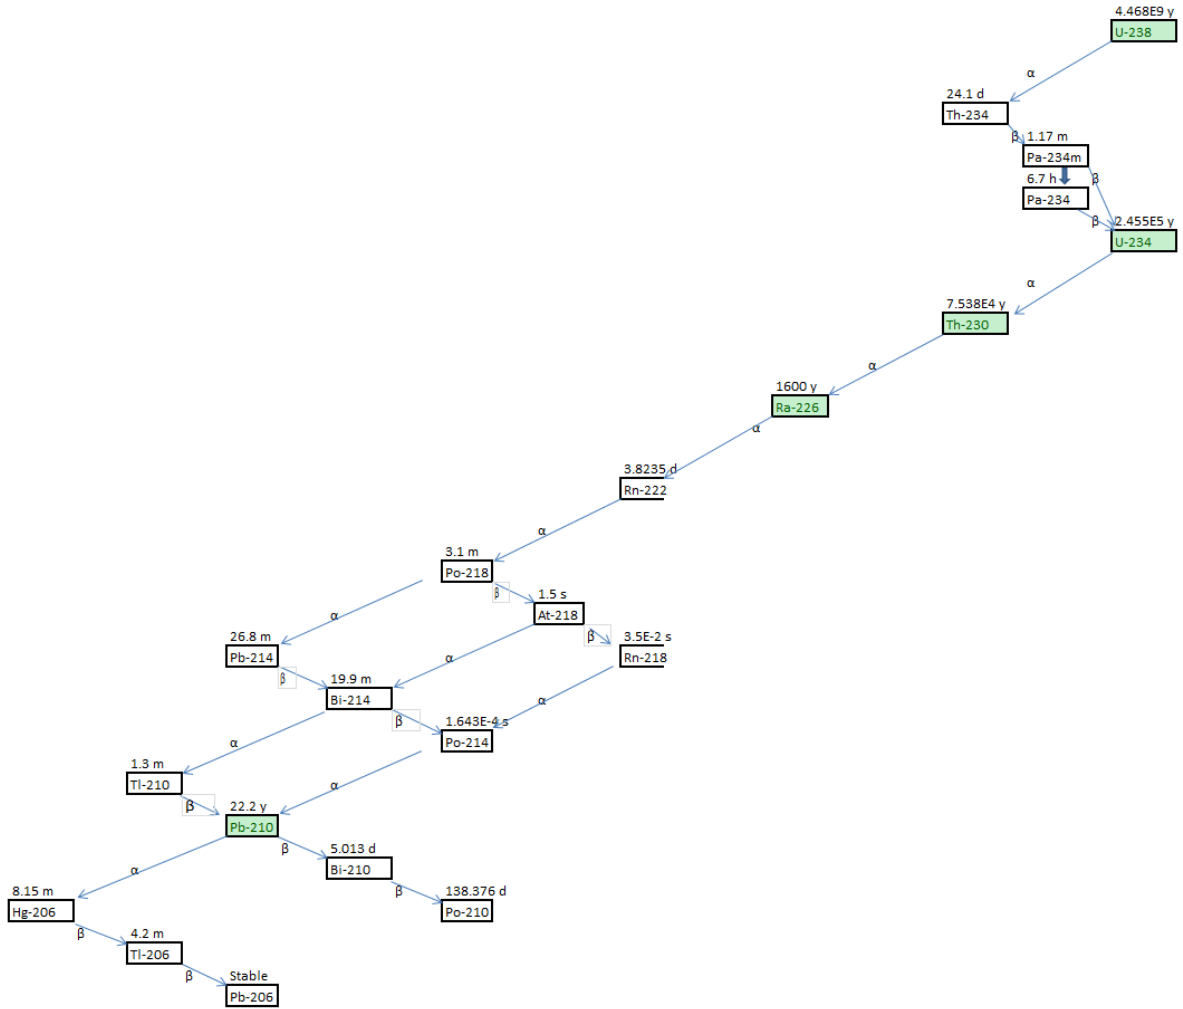 4.468E9 y
U-238
α
24.1 d
Th-234
β
1.17 m
Pa-234m
6.7 h
β
Pa-234
β
2.455E5 y
U-234
α
7.538E4 y
Th-230
α
1600 y
Ra-226
α
3.8235 d
Rn-222
α
3.1 m
Po-218
β
1.5 s
At-218
α
β
26.8 m
Pb-214
3.5E-2 s
Rn-218
α
β
19.9 m
Bi-214
α
β
1.643E-4 s
Po-214
α
1.3 m
Tl-210
α
β
22.2 y
Pb-210
β
5.013 d
Bi-210
α
β
138.376 d
Po-210
8.15 m
Hg-206
β
4.2 m
Tl-206
β
Stable
Pb-206